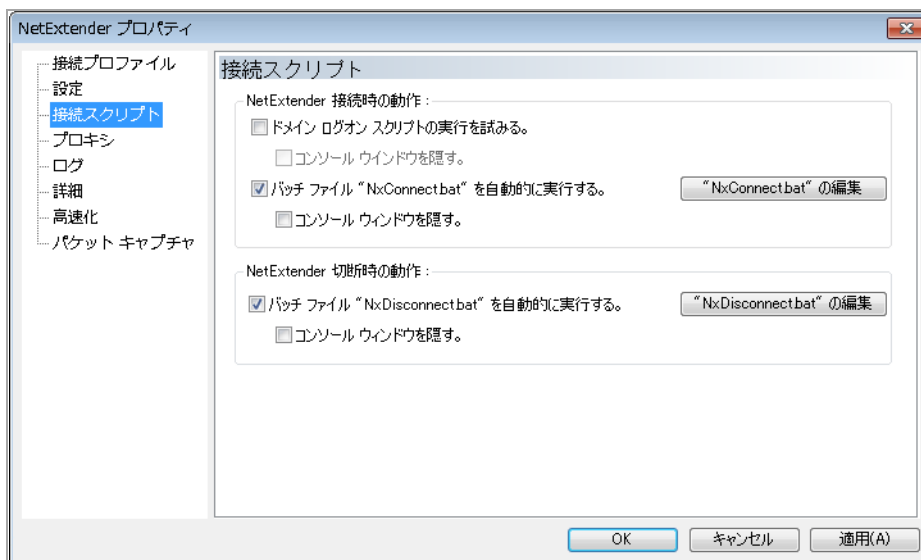 NetExtender プロパティ
接続プロファイル
設定
接続スクリプト
プロキシ
ログ
詳細
高速化
パケット キャプチャ
接続スクリプト
NetExtender 接続時の動作：
ドメイン ログオン スクリプトの実行を試みる。
コンソール ウインドウを隠す。
バッチ ファイル "NxConnect.bat" を自動的に実行する。
"NxConnect.bat" の編集
コンソール ウィンドウを隠す。
NetExtender 切断時の動作：
バッチ ファイル "NxDisconnect.bat" を自動的に実行する。
"NxDisconnect.bat" の編集
コンソール ウィンドウを隠す。
OK
キャンセル
適用(A)